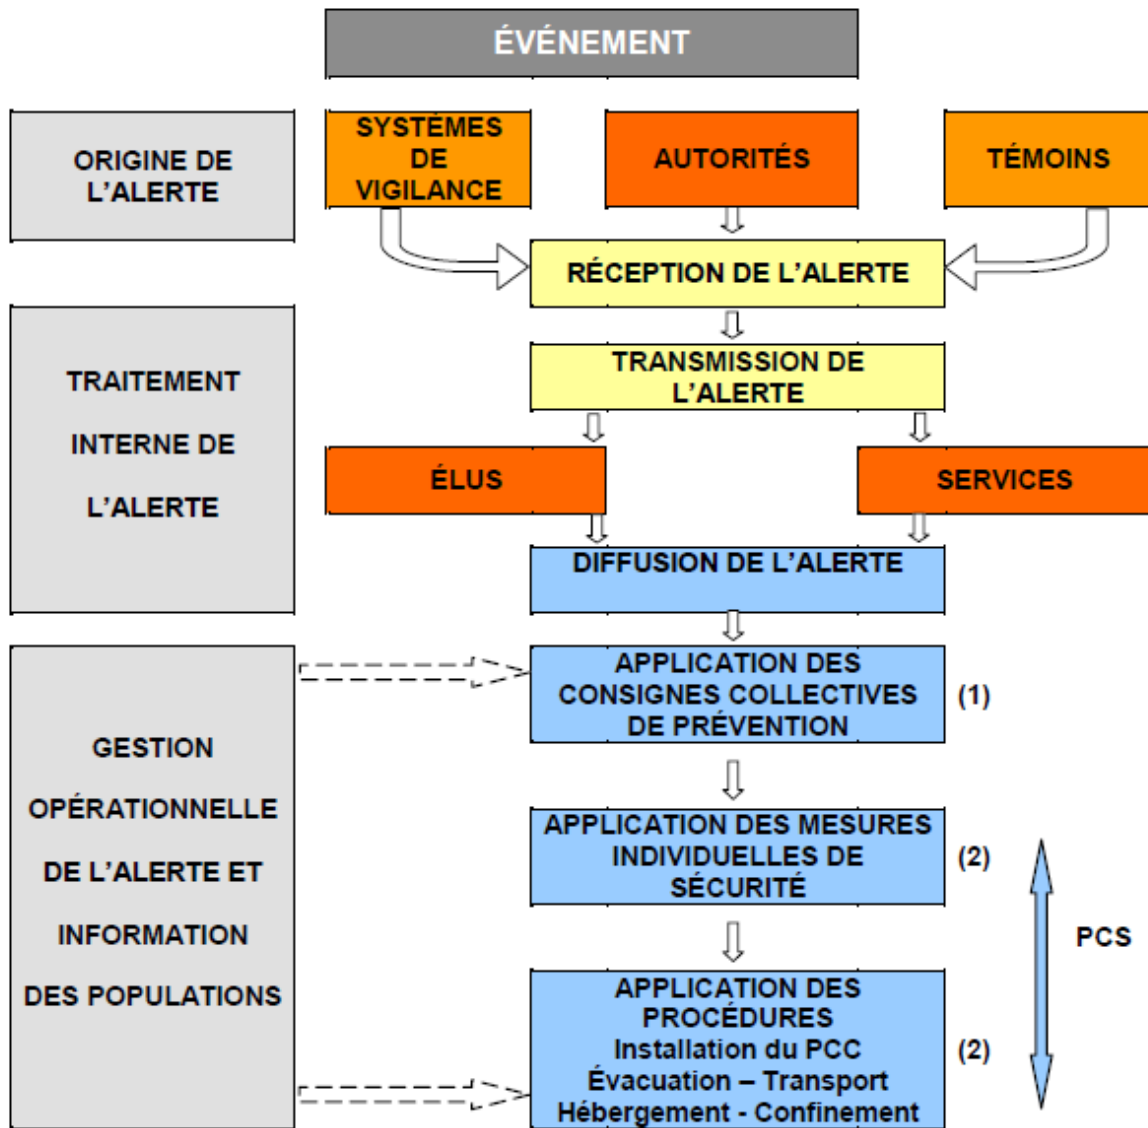 ÉVÉNEMENT
ORIGINE DE
L'ALERTE
SYSTÈMES
DE
VIGILANCE
AUTORITÉS
TÉMOINS
RÉCEPTION DE L'ALERTE
TRAITEMENT
INTERNE DE
L'ALERTE
TRANSMISSION DE
L'ALERTE
ÉLUS
SERVICES
DIFFUSION DE L'ALERTE
GESTION
OPÉRATIONNELLE
DE L'ALERTE ET
INFORMATION
DES POPULATIONS
APPLICATION DES
CONSIGNES COLLECTIVES
DE PRÉVENTION
(1)
APPLICATION DES MESURES
INDIVIDUELLES DE
SÉCURITÉ
(2)
PCS
APPLICATION DES
PROCÉDURES
Installation du PCC
Évacuation – Transport
Hébergement - Confinement
(2)